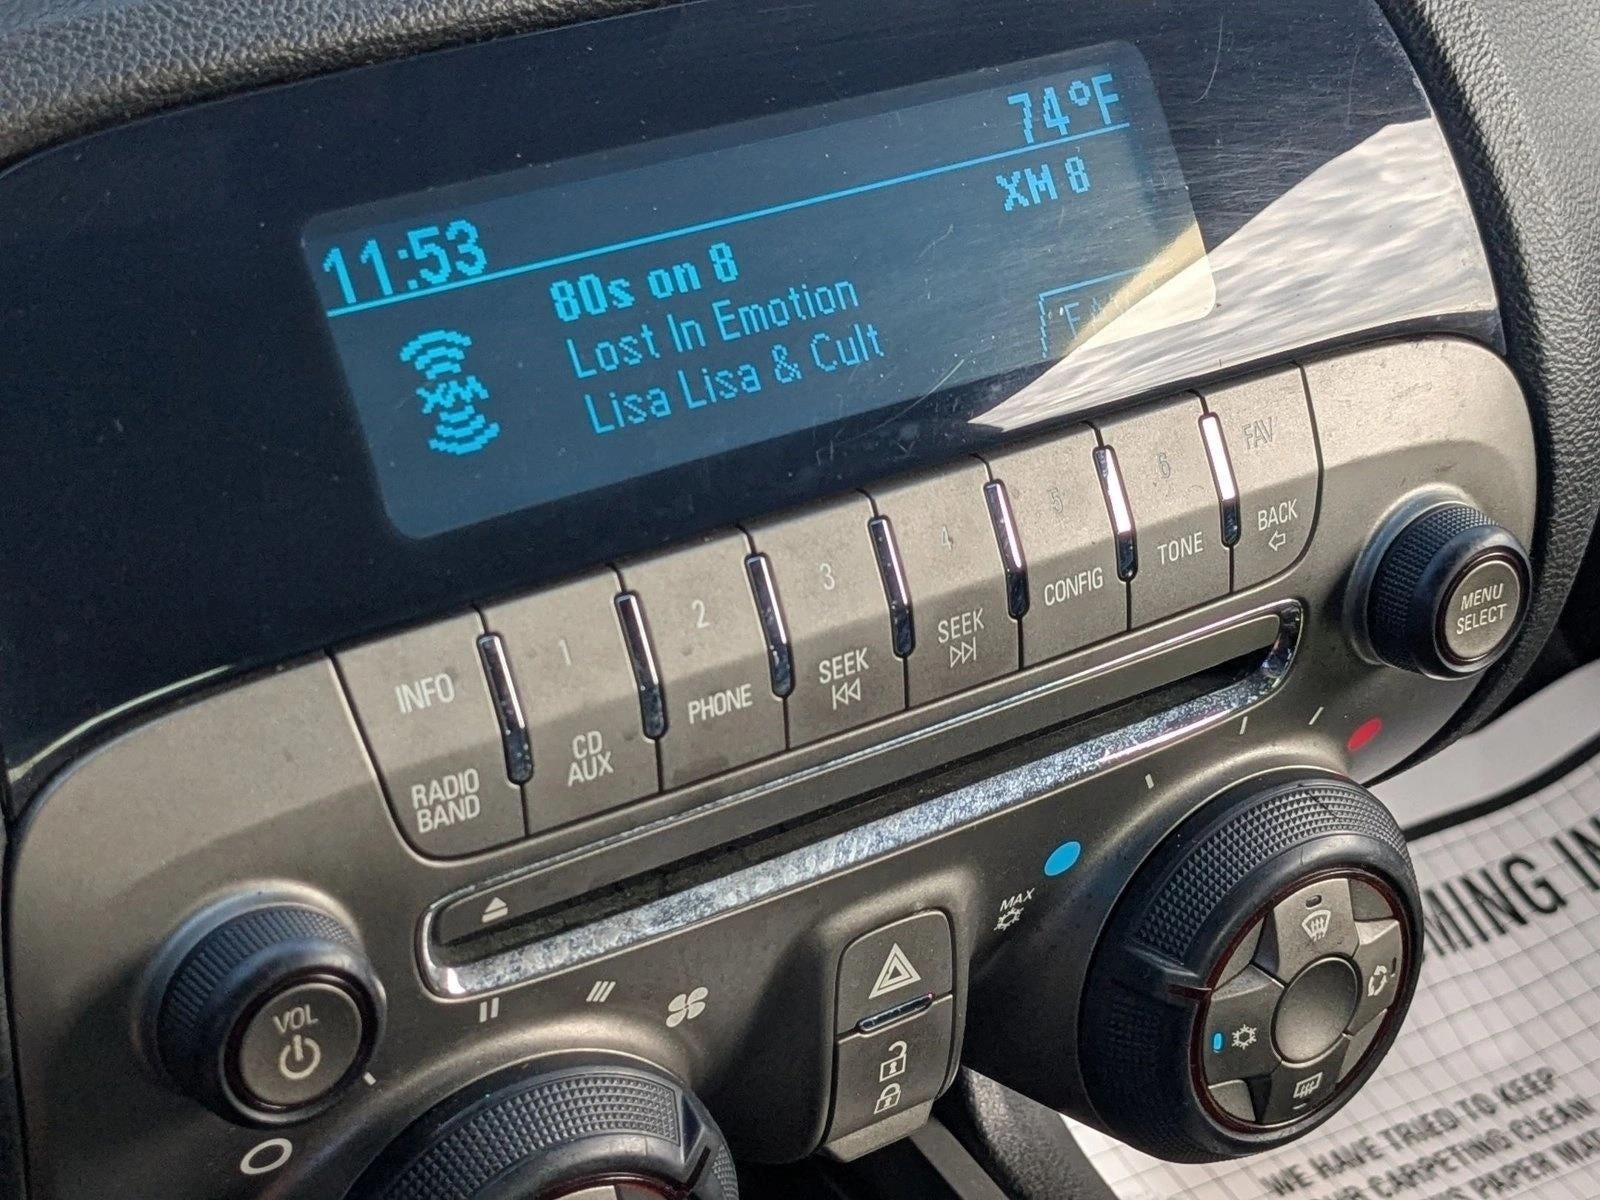 74°F
11:53
XM 8
80s on 8
Lost In Emotion
Lisa Lisa & Cult
XM
INFO
1
2
3
4
5
6
FAV
RADIO
BAND
CD
AUX
PHONE
SEEK
SEEK
CONFIG
TONE
BACK
MENU
SELECT
VOL
MAX
MING IN
WE HAVE TRIED TO KEEP
CARPETING CLEAN
PAPER